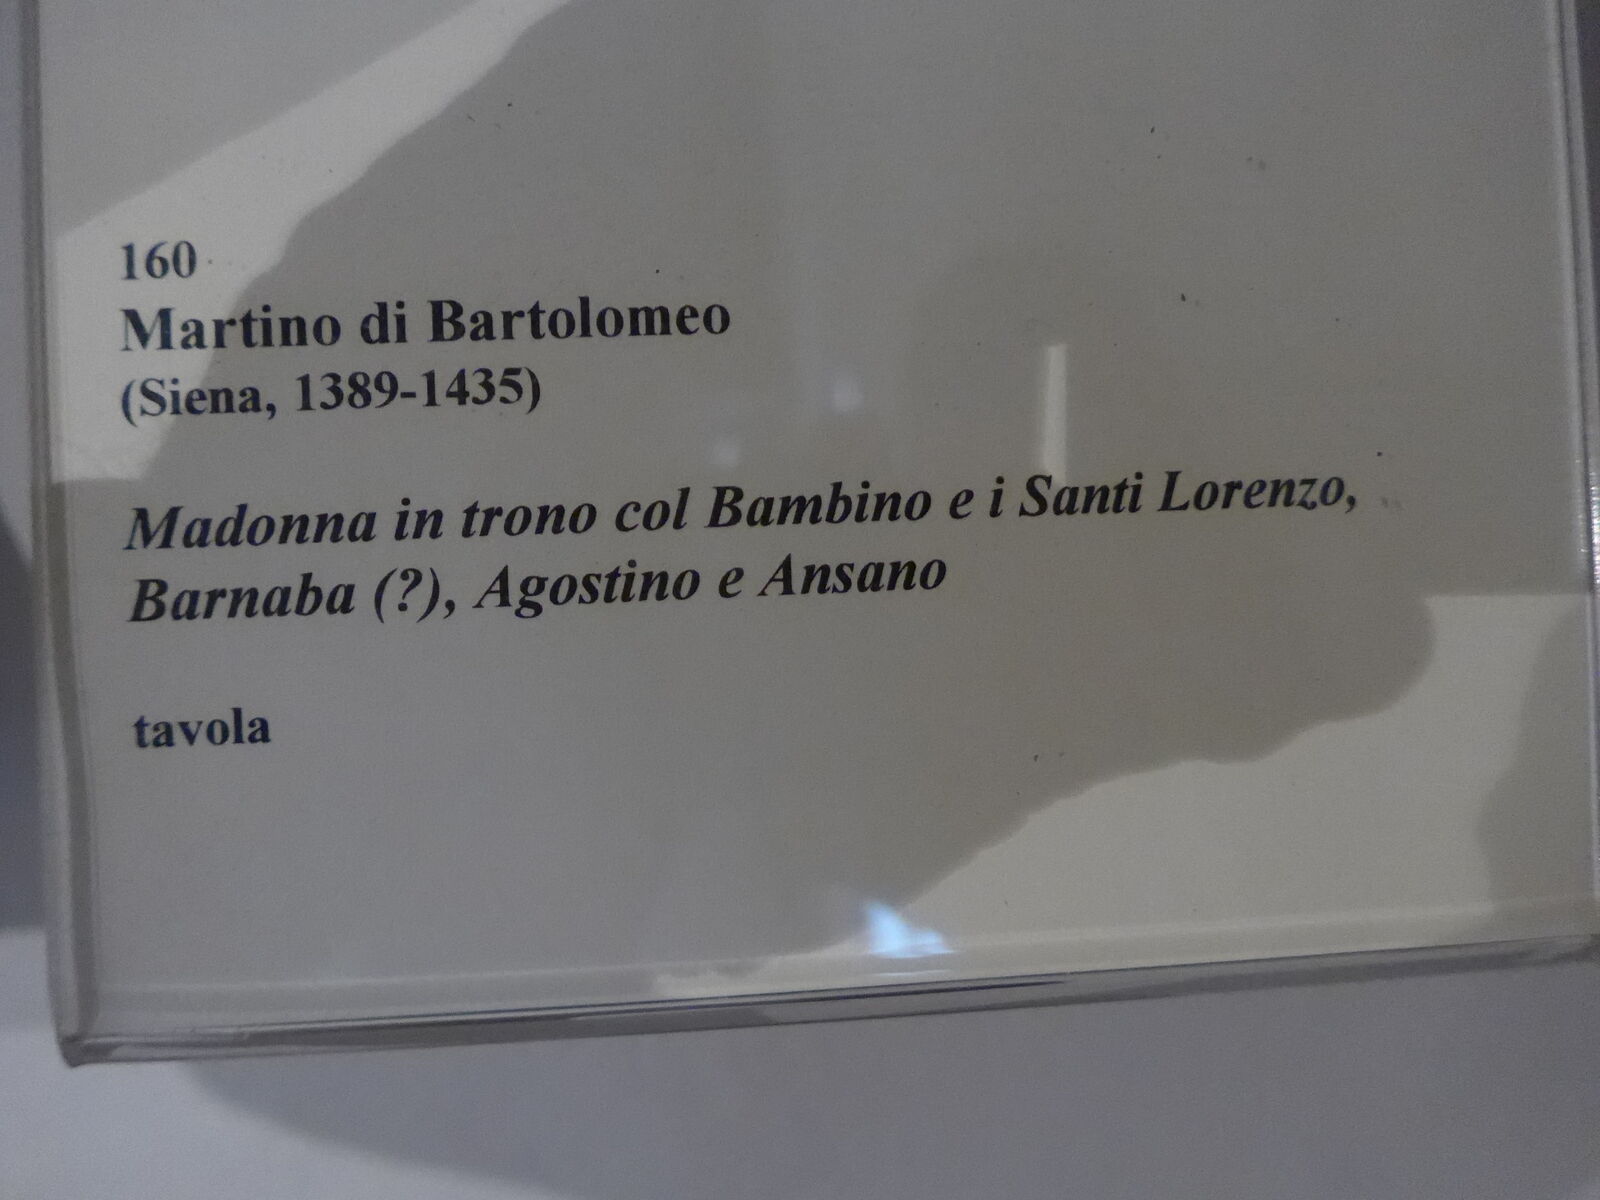 160
Martino di Bartolomeo
(Siena, 1389-1435)
Madonna in trono col Bambino e i Santi Lorenzo,
Barnaba (?), Agostino e Ansano
tavola